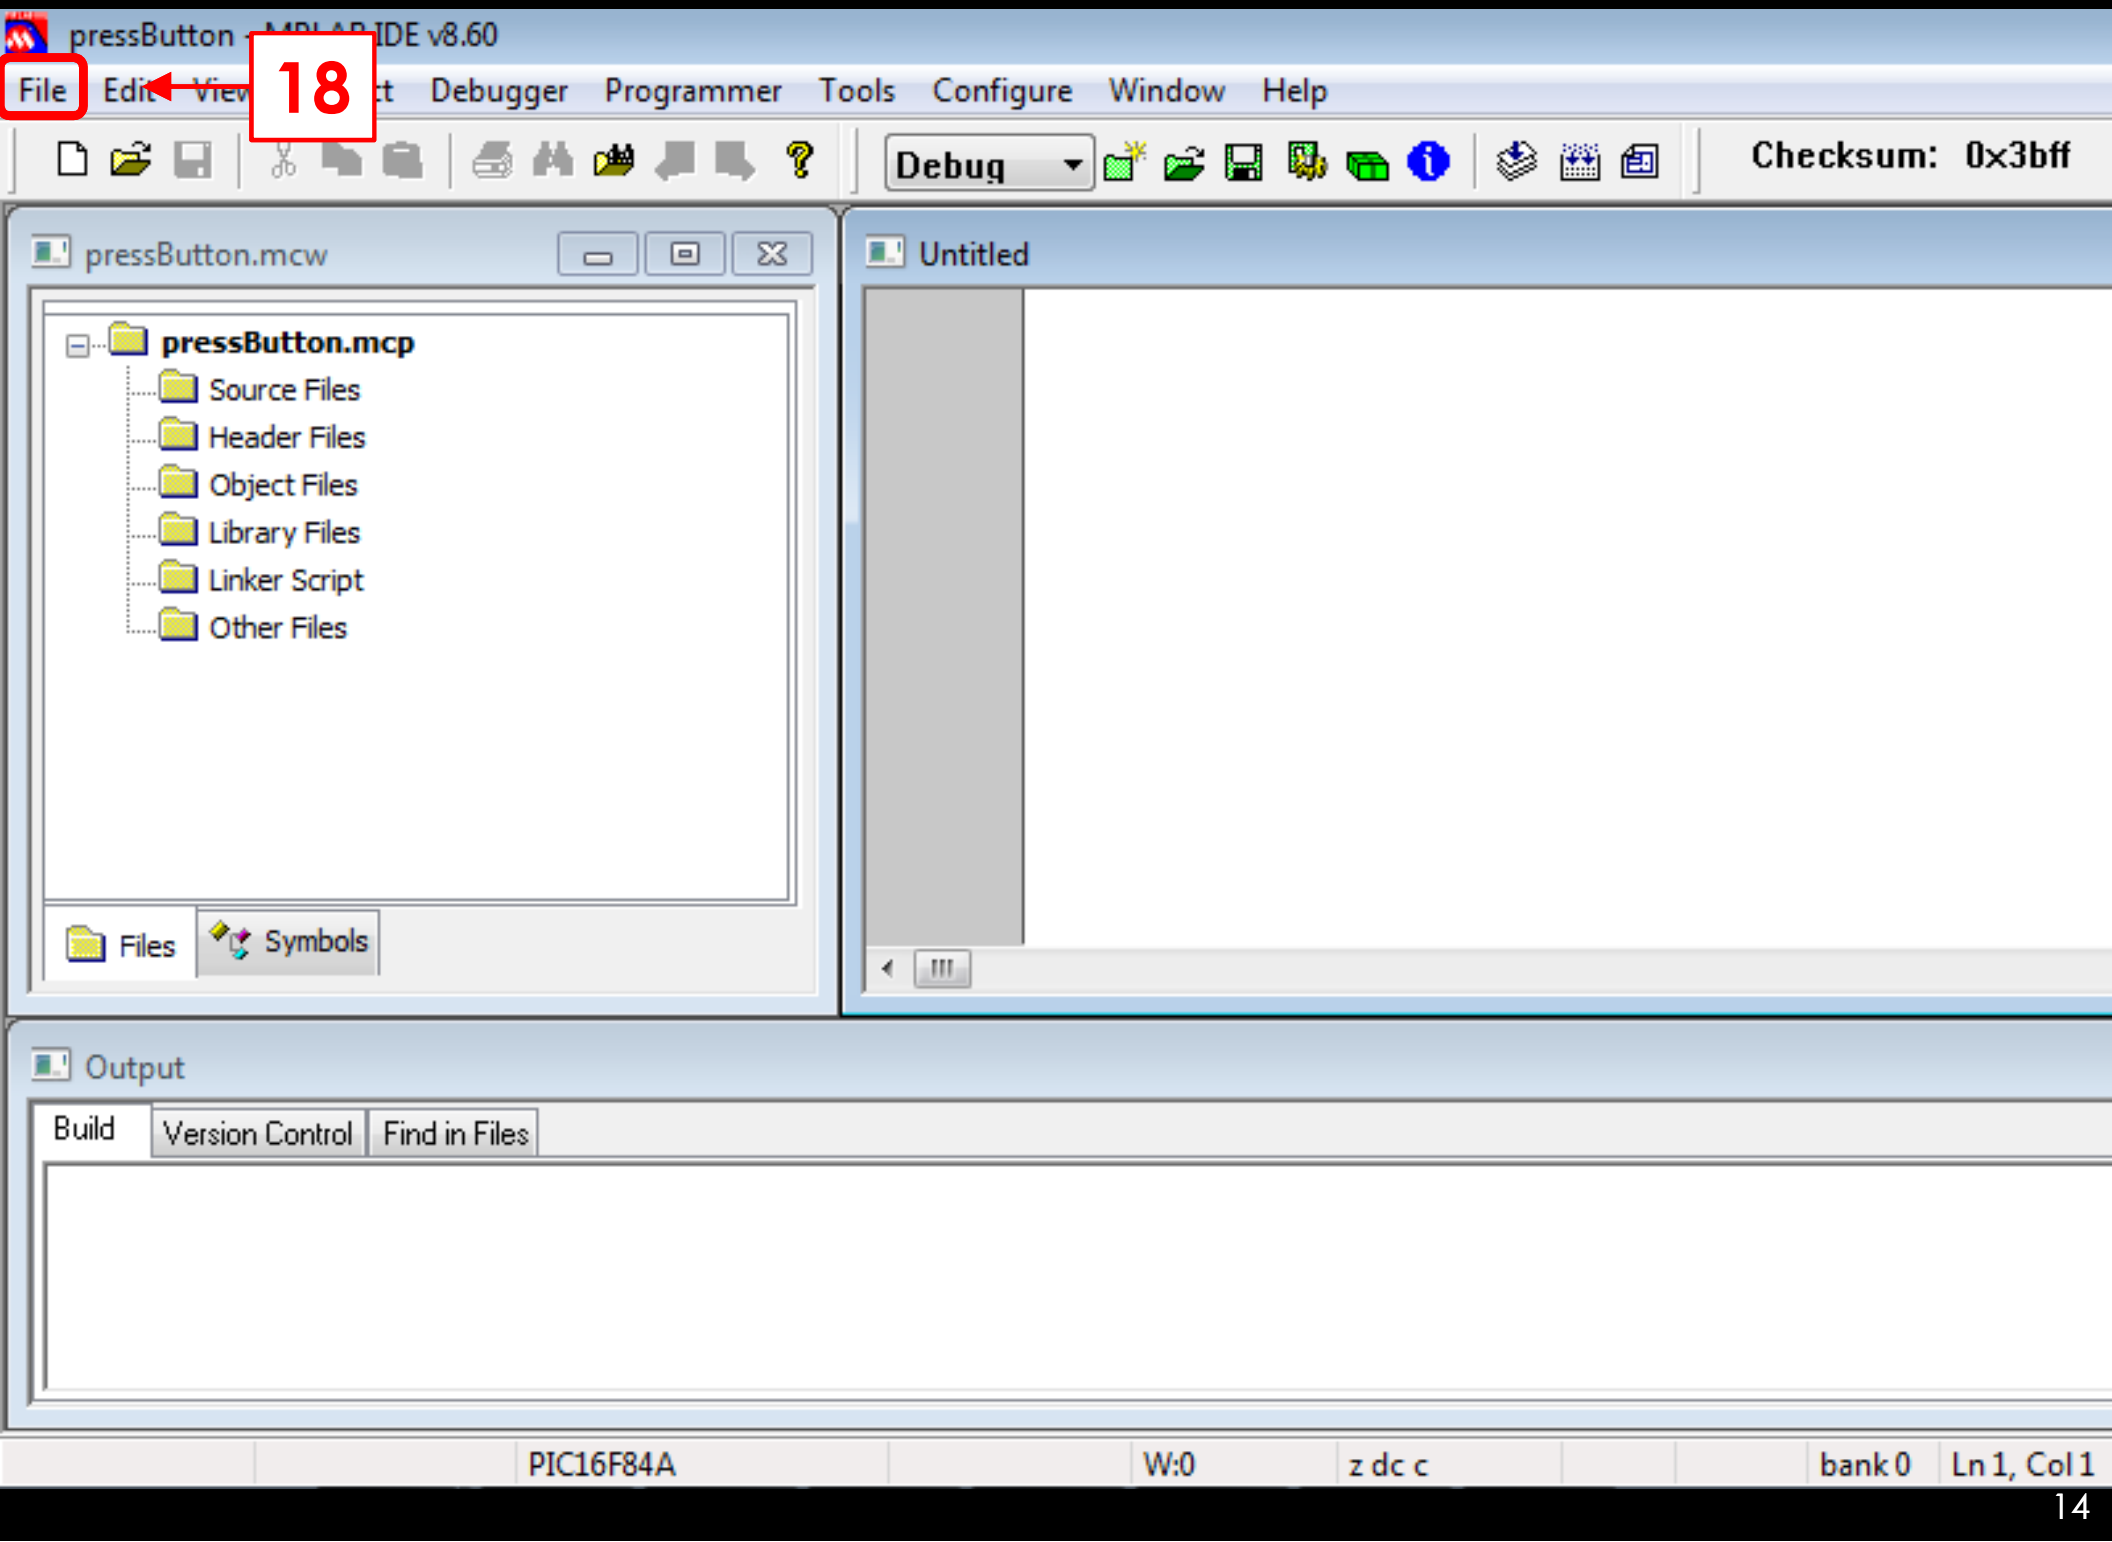 pressButton - MPLAB IDE v8.60
File Edit View ct Debugger Programmer Tools Configure Window Help
18
Debug
Checksum: 0x3bff
pressButton.mcw
pressButton.mcp
Source Files
Header Files
Object Files
Library Files
Linker Script
Other Files
Files
Symbols
Untitled
Output
Build
Version Control
Find in Files
PIC16F84A W:0 z dc c bank 0 Ln 1, Col 1
14